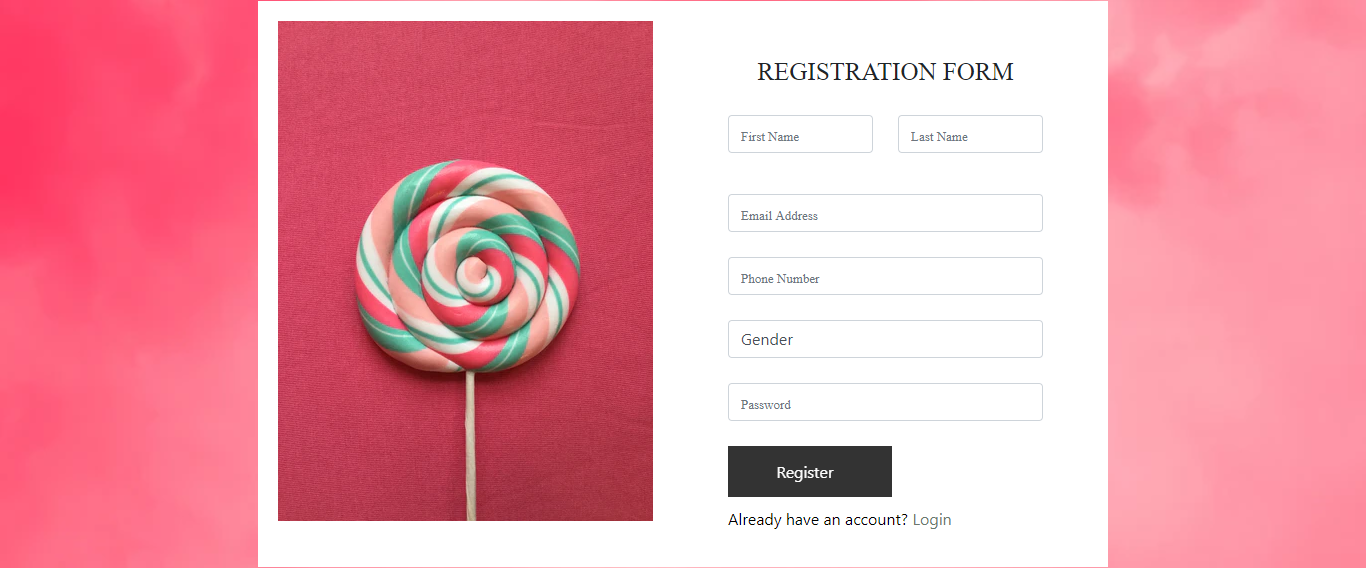 REGISTRATION FORM
First Name Last Name
Email Address
Phone Number
Gender
Password
Register
Already have an account? Login